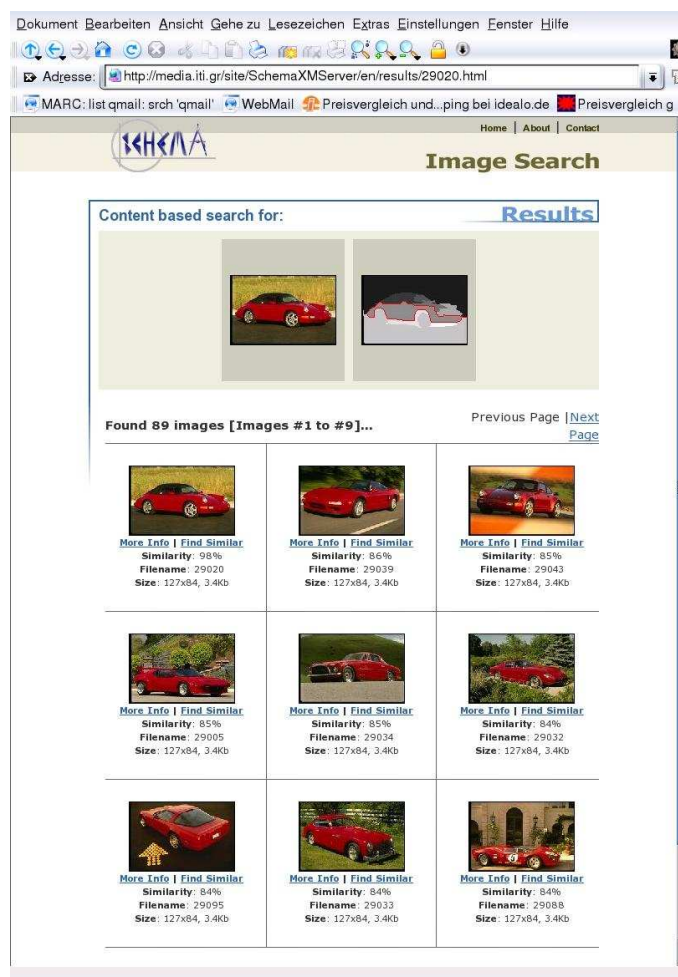 Dokument Bearbeiten Ansicht Gehe zu Lesezeichen Extras Einstellungen Fenster Hilfe
Adresse: http://media.iti.gr/site/SchemaXMServer/en/results/29020.html
MARC: list qmail: srch 'qmail' WebMail Preisvergleich und...ping bei idealo.de Preisvergleich g
SCHEMA
Home | About | Contact
Image Search
Content based search for:
Results
Found 89 images [Images #1 to #9]...
Previous Page |Next
Page
More Info | Find Similar
Similarity: 98%
Filename: 29020
Size: 127x84, 3.4Kb
More Info | Find Similar
Similarity: 86%
Filename: 29039
Size: 127x84, 3.4Kb
More Info | Find Similar
Similarity: 85%
Filename: 29043
Size: 127x84, 3.4Kb
More Info | Find Similar
Similarity: 85%
Filename: 29005
Size: 127x84, 3.4Kb
More Info | Find Similar
Similarity: 85%
Filename: 29034
Size: 127x84, 3.4Kb
More Info | Find Similar
Similarity: 84%
Filename: 29032
Size: 127x84, 3.4Kb
More Info | Find Similar
Similarity: 84%
Filename: 29095
Size: 127x84, 3.4Kb
More Info | Find Similar
Similarity: 84%
Filename: 29033
Size: 127x84, 3.4Kb
More Info | Find Similar
Similarity: 84%
Filename: 29088
Size: 127x84, 3.4Kb